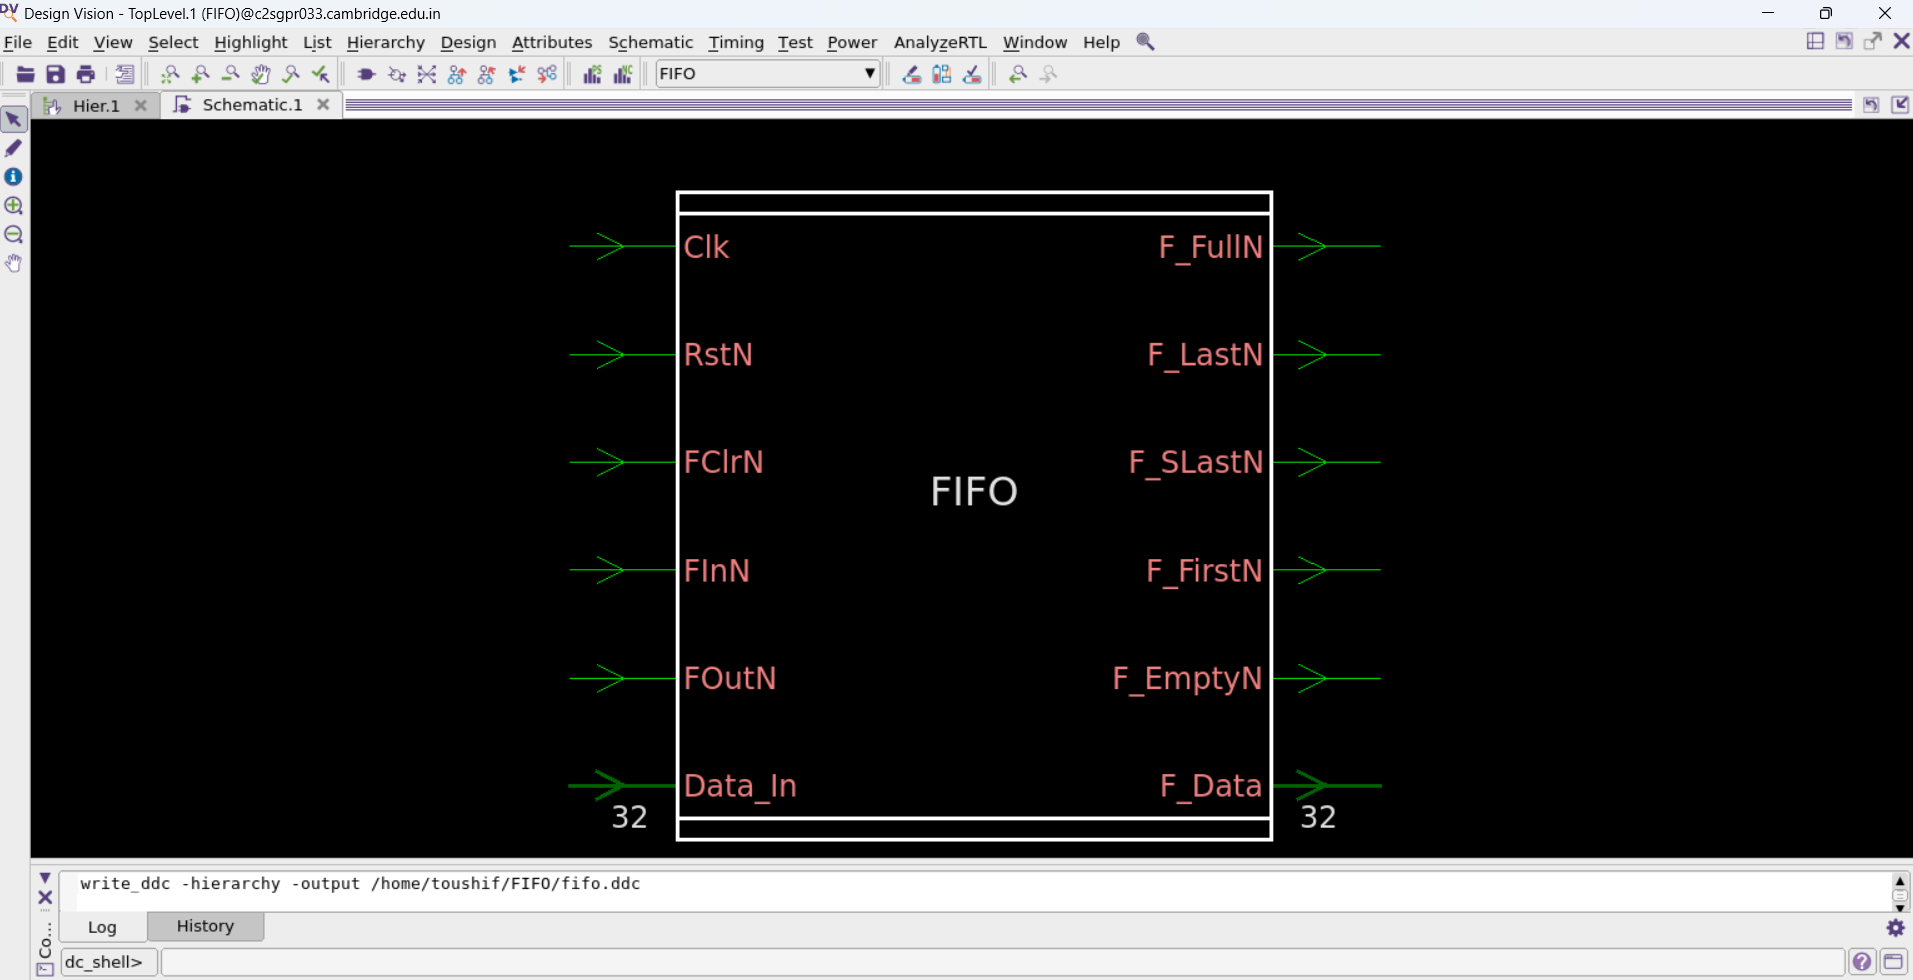 DV Design Vision - TopLevel.1 (FIFO)@c2sgpr033.cambridge.edu.in
File Edit View Select Highlight List Hierarchy Design Attributes Schematic Timing Test Power AnalyzeRTL Window Help
FIFO
Hier.1 Schematic.1
Clk F_FullN
RstN F_LastN
FClrN F_SLastN
FIFO
FInN F_FirstN
FOutN F_EmptyN
Data_In F_Data
32 32
write_ddc -hierarchy -output /home/toushif/FIFO/fifo.ddc
Log History
Co...
dc_shell>